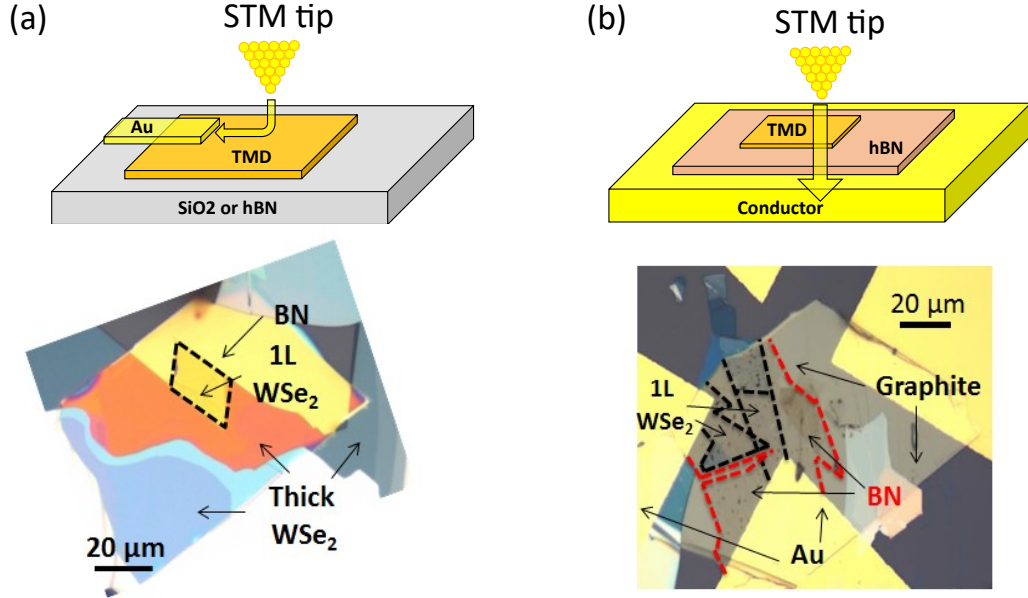 (a)
STM tip
Au
TMD
SiO2 or hBN
BN
1L
WSe₂
Thick
WSe₂
20 µm
(b)
STM tip
TMD
hBN
Conductor
20 µm
1L
WSe₂
Graphite
BN
Au